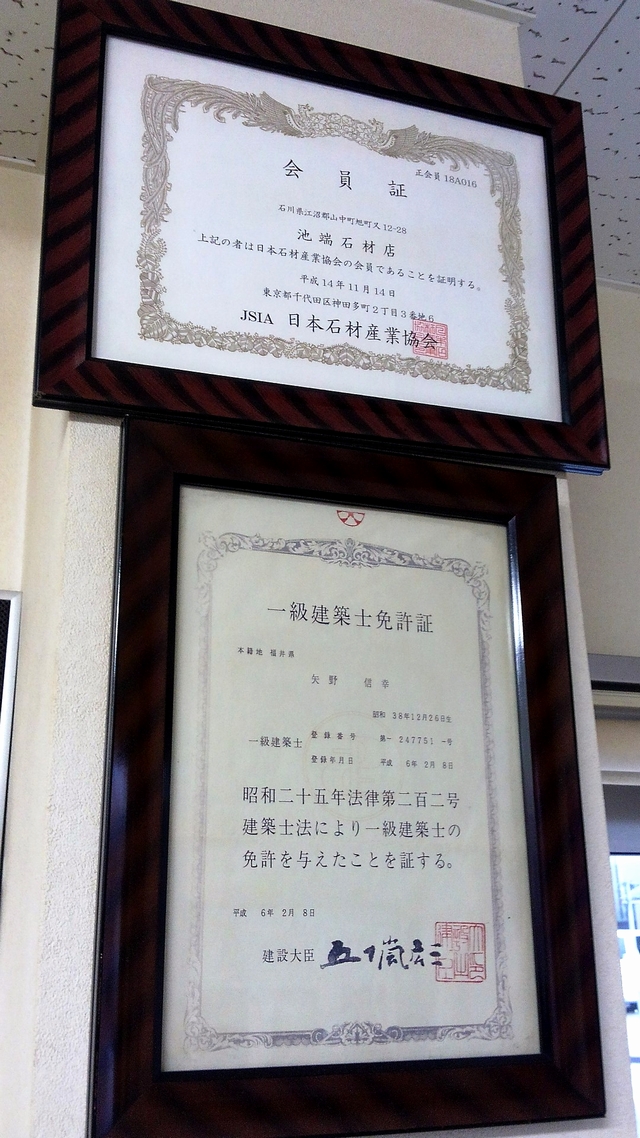 会員証
正会員 18A016
石川県江沼郡山中町旭町ヌ12-28
池端石材店
上記の者は日本石材産業協会の会員であることを証明する。
平成14年11月14日
東京都千代田区神田多町2丁目3番地6
JSIA 日本石材産業協会
一級建築士免許証
本籍地 福井県
矢野 信幸
昭和 38年12月26日生
一級建築士
登録番号 第- 247751 -号
登録年月日 平成 6年 2月 8日
昭和二十五年法律第二百二号
建築士法により一級建築士の
免許を与えたことを証する。
平成 6年 2月 8日
建設大臣